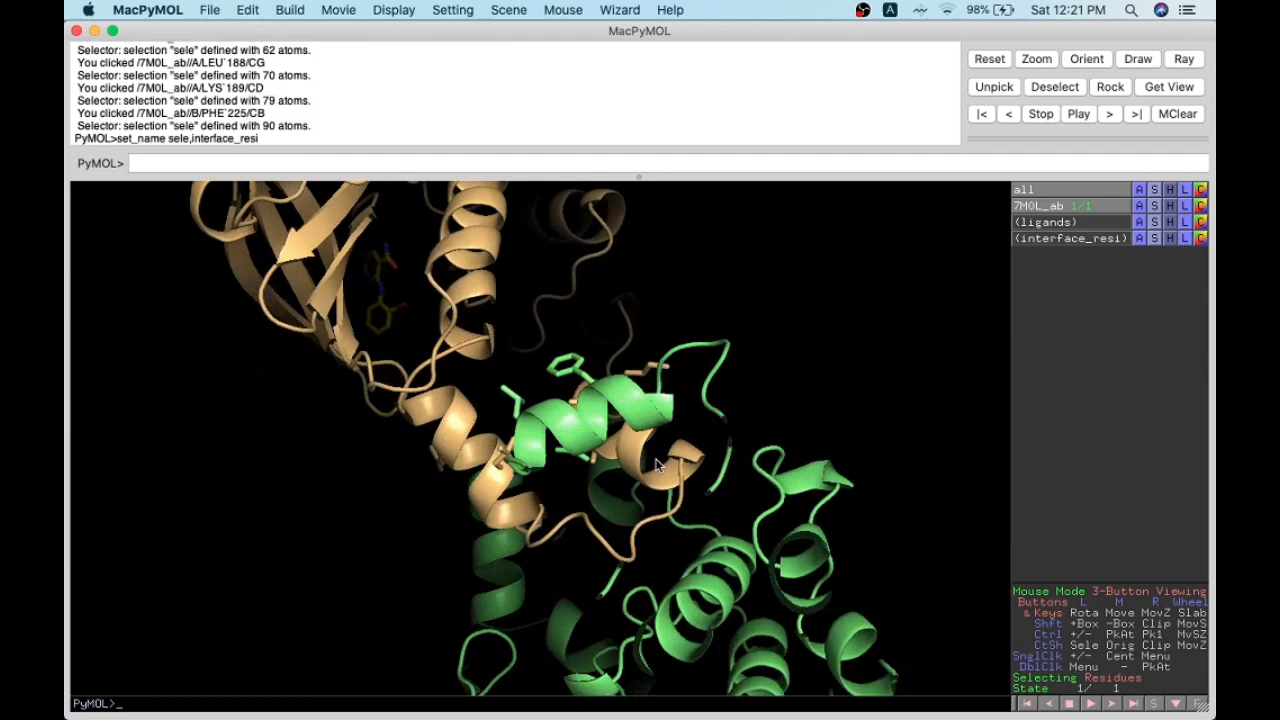 MacPyMOL File Edit Build Movie Display Setting Scene Mouse Wizard Help A 98% Sat 12:21 PM
MacPyMOL
Selector: selection "sele" defined with 62 atoms.
You clicked /7M0L_ab//A/LEU`188/CG
Selector: selection "sele" defined with 70 atoms.
You clicked /7M0L_ab//A/LYS`189/CD
Selector: selection "sele" defined with 79 atoms.
You clicked /7M0L_ab//B/PHE`225/CB
Selector: selection "sele" defined with 90 atoms.
PyMOL>set_name sele,interface_resi
Reset Zoom Orient Draw Ray
Unpick Deselect Rock Get View
|< < Stop Play > >| MClear
PyMOL>
all A S H L C
7M0L_ab 1/1 A S H L C
(ligands) A S H L C
(interface_resi) A S H L C
Mouse Mode 3-Button Viewing
Buttons L M R Wheel
& Keys Rota Move MovZ Slab
Shft +Box -Box Clip MovS
Ctrl +/- PkAt Pk1 MvSZ
CtSh Sele Orig Clip MovZ
SnglClk +/- Cent Menu
DblClk Menu - PkAt
Selecting Residues
State 1/ 1
PyMOL>_
S F